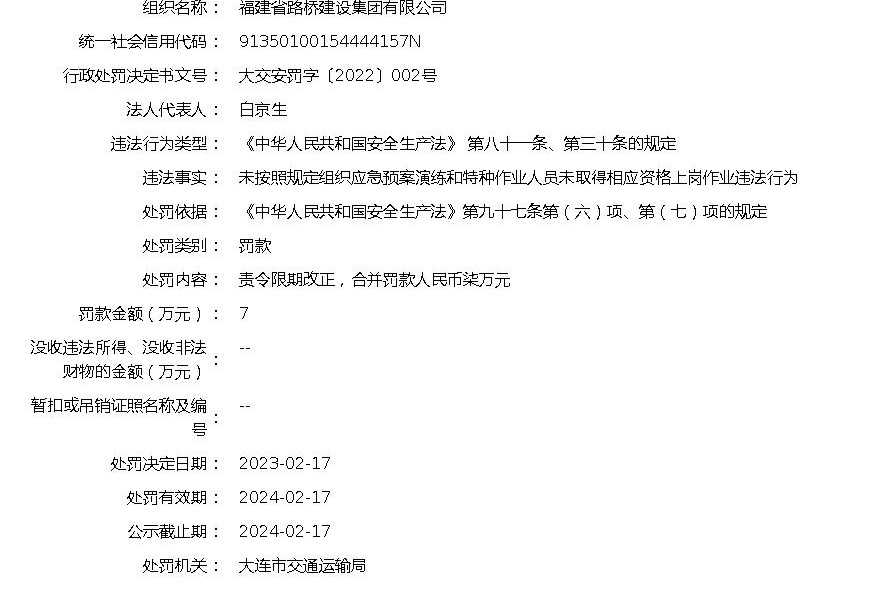 组织名称： 福建省路桥建设集团有限公司
统一社会信用代码： 91350100154444157N
行政处罚决定书文号： 大交安罚字〔2022〕002号
法人代表人： 白京生
违法行为类型： 《中华人民共和国安全生产法》 第八十一条、第三十条的规定
违法事实： 未按照规定组织应急预案演练和特种作业人员未取得相应资格上岗作业违法行为
处罚依据： 《中华人民共和国安全生产法》第九十七条第（六）项、第（七）项的规定
处罚类别： 罚款
处罚内容： 责令限期改正，合并罚款人民币柒万元
罚款金额（万元）： 7
没收违法所得、没收非法
财物的金额（万元）： --
暂扣或吊销证照名称及编
号： --
处罚决定日期： 2023-02-17
处罚有效期： 2024-02-17
公示截止期： 2024-02-17
处罚机关： 大连市交通运输局